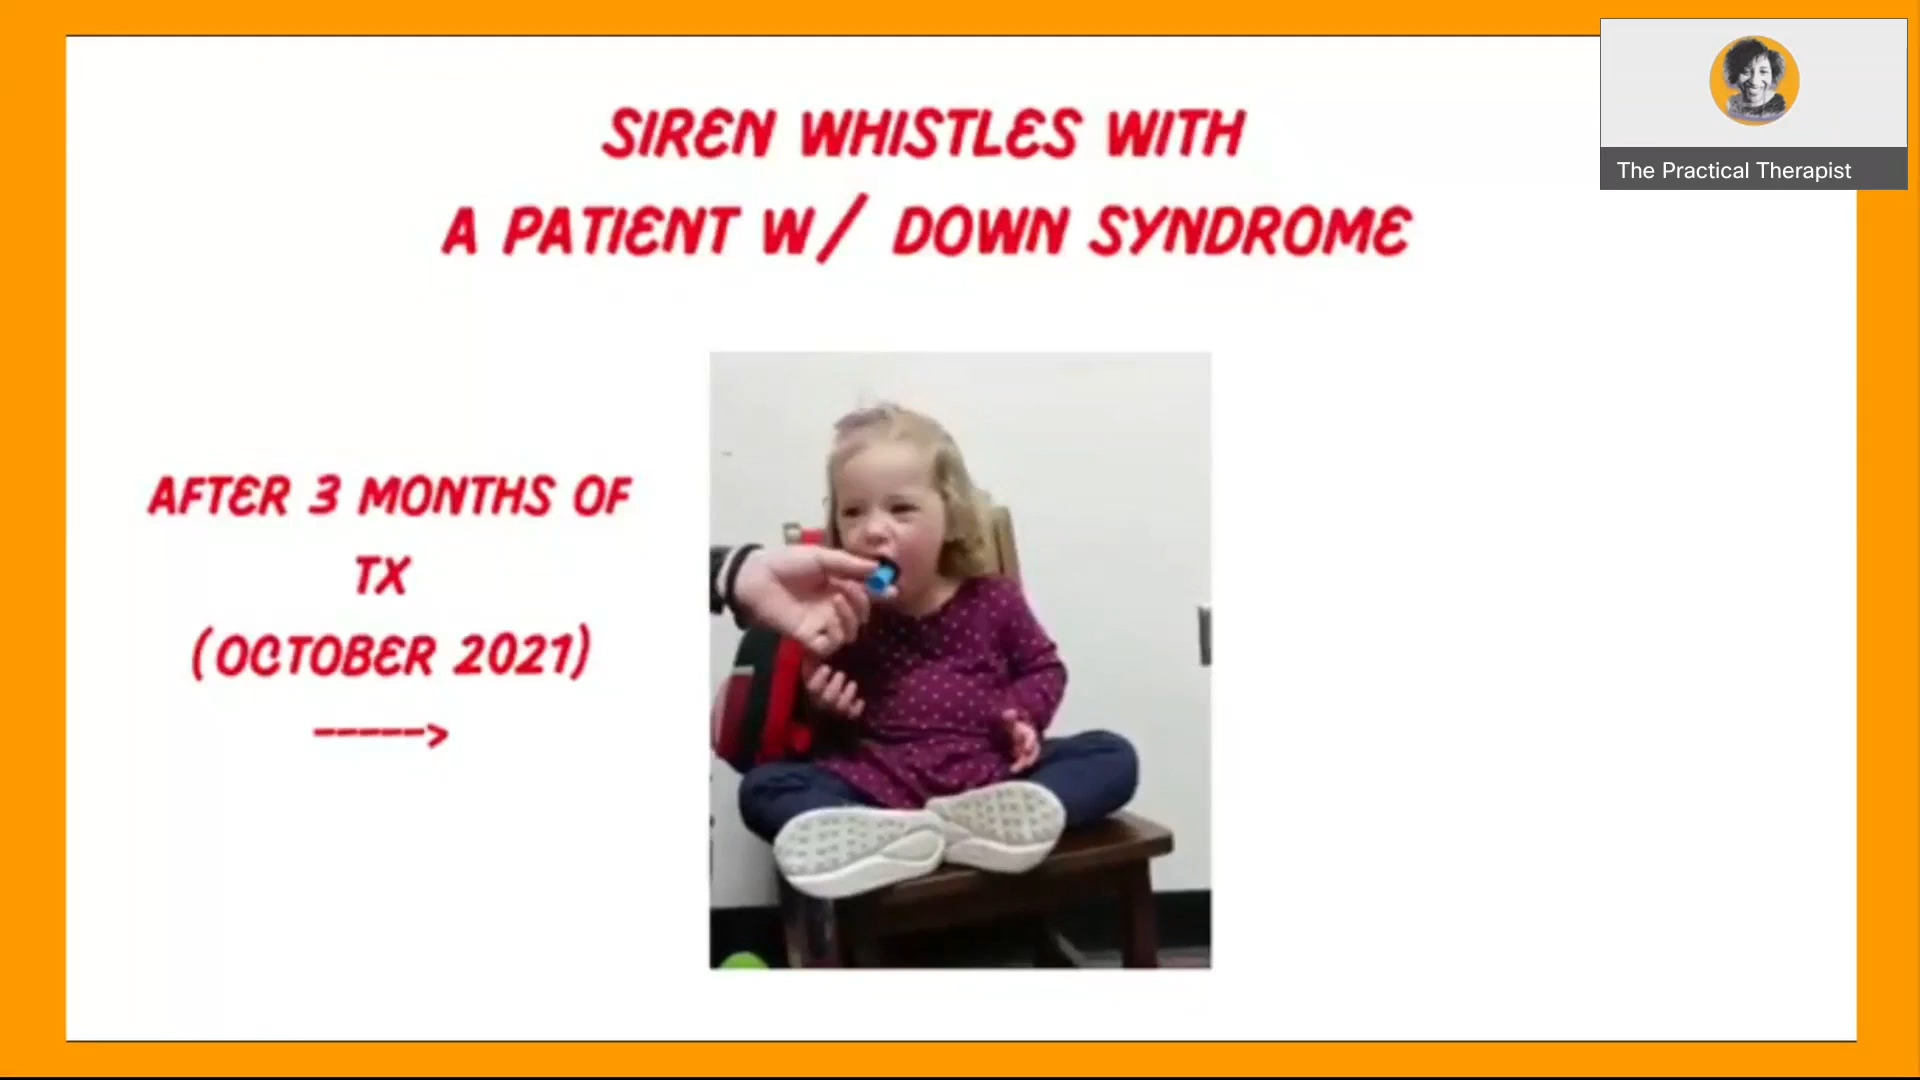 SIREN WHISTLES WITH
A PATIENT W/ DOWN SYNDROME
The Practical Therapist
AFTER 3 MONTHS OF
TX
(OCTOBER 2021)
----->